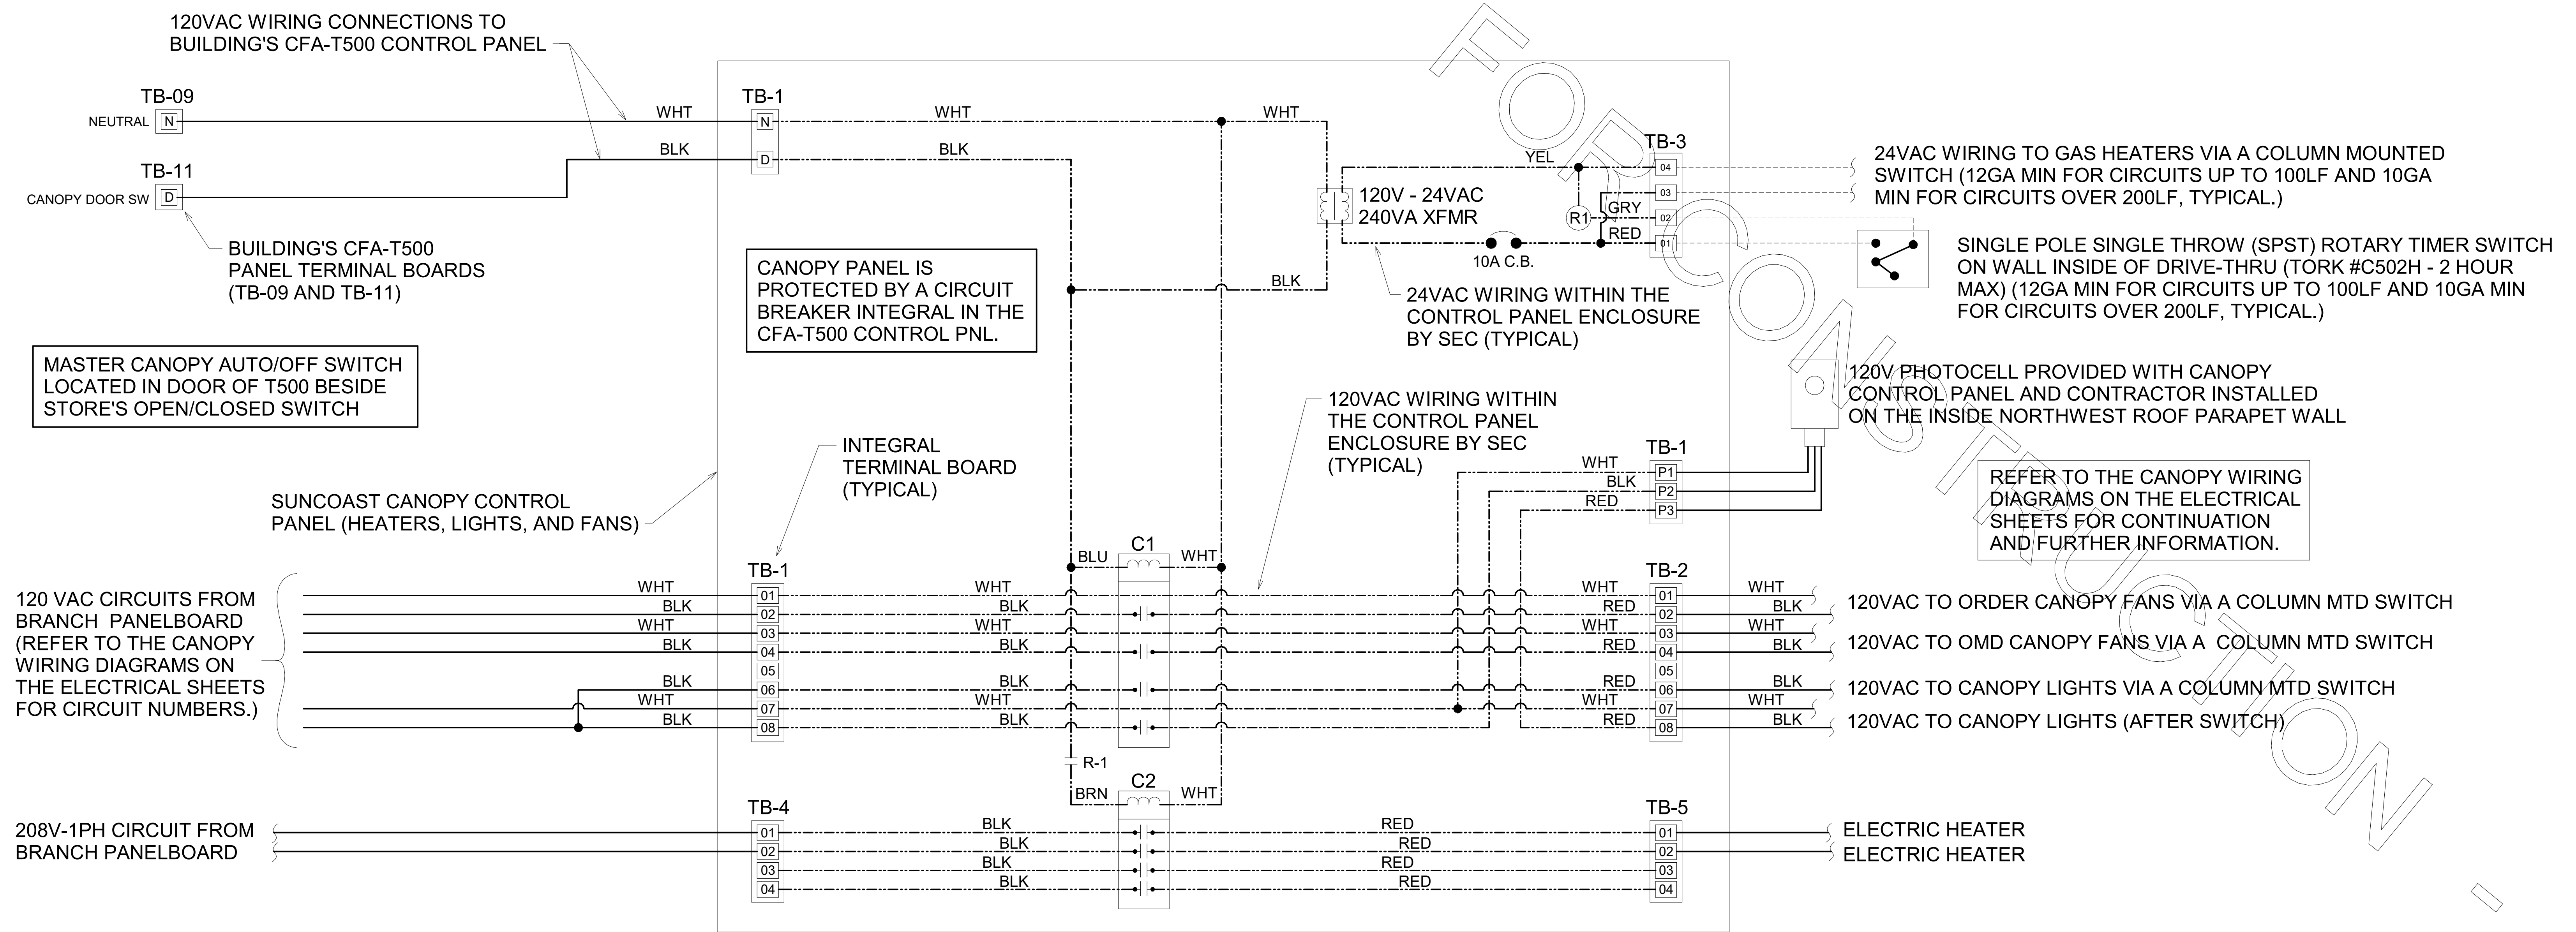 120VAC WIRING CONNECTIONS TO
BUILDING'S CFA-T500 CONTROL PANEL
TB-09
NEUTRAL N
TB-11
CANOPY DOOR SW D
BUILDING'S CFA-T500
PANEL TERMINAL BOARDS
(TB-09 AND TB-11)
MASTER CANOPY AUTO/OFF SWITCH
LOCATED IN DOOR OF T500 BESIDE
STORE'S OPEN/CLOSED SWITCH
SUNCOAST CANOPY CONTROL
PANEL (HEATERS, LIGHTS, AND FANS)
120 VAC CIRCUITS FROM
BRANCH PANELBOARD
(REFER TO THE CANOPY
WIRING DIAGRAMS ON
THE ELECTRICAL SHEETS
FOR CIRCUIT NUMBERS.)
208V-1PH CIRCUIT FROM
BRANCH PANELBOARD
WHT
BLK
TB-1
N
D
WHT
BLK
WHT
BLK
CANOPY PANEL IS
PROTECTED BY A CIRCUIT
BREAKER INTEGRAL IN THE
CFA-T500 CONTROL PNL.
INTEGRAL
TERMINAL BOARD
(TYPICAL)
120V - 24VAC
240VA XFMR
YEL
R1
GRY
RED
10A C.B.
TB-3
04
03
02
01
24VAC WIRING WITHIN THE
CONTROL PANEL ENCLOSURE
BY SEC (TYPICAL)
120VAC WIRING WITHIN
THE CONTROL PANEL
ENCLOSURE BY SEC
(TYPICAL)
24VAC WIRING TO GAS HEATERS VIA A COLUMN MOUNTED
SWITCH (12GA MIN FOR CIRCUITS UP TO 100LF AND 10GA
MIN FOR CIRCUITS OVER 200LF, TYPICAL.)
SINGLE POLE SINGLE THROW (SPST) ROTARY TIMER SWITCH
ON WALL INSIDE OF DRIVE-THRU (TORK #C502H - 2 HOUR
MAX) (12GA MIN FOR CIRCUITS UP TO 100LF AND 10GA MIN
FOR CIRCUITS OVER 200LF, TYPICAL.)
120V PHOTOCELL PROVIDED WITH CANOPY
CONTROL PANEL AND CONTRACTOR INSTALLED
ON THE INSIDE NORTHWEST ROOF PARAPET WALL
REFER TO THE CANOPY WIRING
DIAGRAMS ON THE ELECTRICAL
SHEETS FOR CONTINUATION
AND FURTHER INFORMATION.
TB-1
WHT P1
BLK P2
RED P3
C1
BLU WHT
TB-1
TB-2
WHT 01 WHT WHT 01 WHT
BLK 02 BLK RED 02 BLK
WHT 03 WHT WHT 03 WHT
BLK 04 BLK RED 04 BLK
05 05
BLK 06 BLK RED 06 BLK
WHT 07 WHT WHT 07 WHT
BLK 08 BLK RED 08 BLK
120VAC TO ORDER CANOPY FANS VIA A COLUMN MTD SWITCH
120VAC TO OMD CANOPY FANS VIA A COLUMN MTD SWITCH
120VAC TO CANOPY LIGHTS VIA A COLUMN MTD SWITCH
120VAC TO CANOPY LIGHTS (AFTER SWITCH)
R-1
C2
BRN WHT
TB-4
TB-5
01 BLK RED 01
02 BLK RED 02
03 BLK RED 03
04 BLK RED 04
ELECTRIC HEATER
ELECTRIC HEATER
FOR CONSTRUCTION -